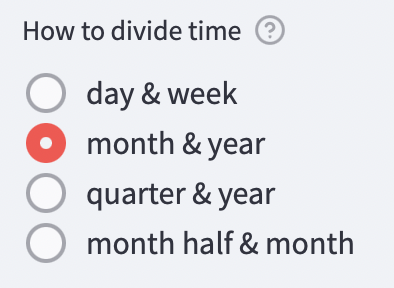 How to divide time ?
day & week
month & year
quarter & year
month half & month